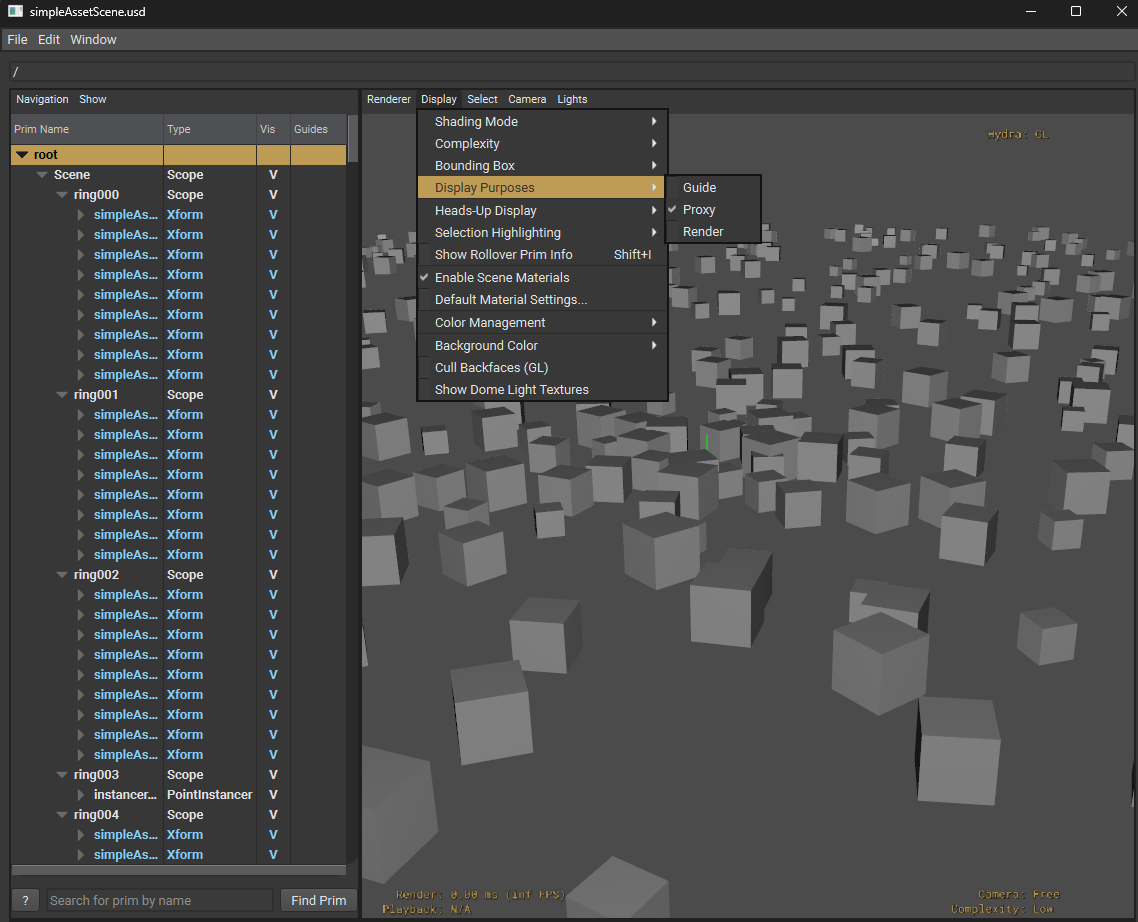 simpleAssetScene.usd
File Edit Window
/
Navigation Show
Renderer Display Select Camera Lights
Prim Name Type Vis Guides
root
Scene Scope V
ring000 Scope V
simpleAs... Xform V
simpleAs... Xform V
simpleAs... Xform V
simpleAs... Xform V
simpleAs... Xform V
simpleAs... Xform V
simpleAs... Xform V
simpleAs... Xform V
simpleAs... Xform V
ring001 Scope V
simpleAs... Xform V
simpleAs... Xform V
simpleAs... Xform V
simpleAs... Xform V
simpleAs... Xform V
simpleAs... Xform V
simpleAs... Xform V
simpleAs... Xform V
ring002 Scope V
simpleAs... Xform V
simpleAs... Xform V
simpleAs... Xform V
simpleAs... Xform V
simpleAs... Xform V
simpleAs... Xform V
simpleAs... Xform V
simpleAs... Xform V
simpleAs... Xform V
ring003 Scope V
instancer... PointInstancer V
ring004 Scope V
simpleAs... Xform V
simpleAs... Xform V
? Search for prim by name Find Prim
Shading Mode
Complexity
Bounding Box
Display Purposes
Heads-Up Display
Selection Highlighting
Show Rollover Prim Info Shift+I
Enable Scene Materials
Default Material Settings...
Color Management
Background Color
Cull Backfaces (GL)
Show Dome Light Textures
Guide
Proxy
Render
Hydra: GL
Render: 0.00 ms (inf FPS)
Playback: N/A
Camera: Free
Complexity: Low